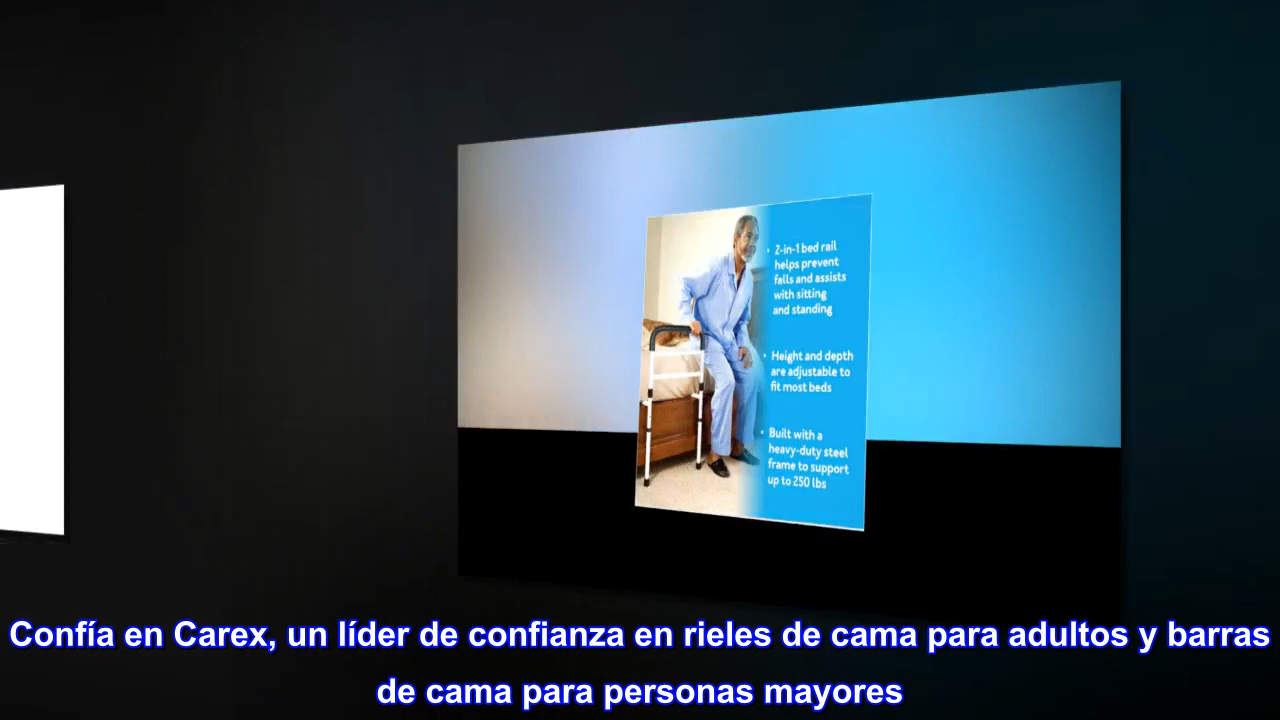 • 2-in-1 bed rail
helps prevent
falls and assists
with sitting
and standing
• Height and depth
are adjustable to
fit most beds
• Built with a
heavy-duty steel
frame to support
up to 250 lbs
Confía en Carex, un líder de confianza en rieles de cama para adultos y barras
de cama para personas mayores